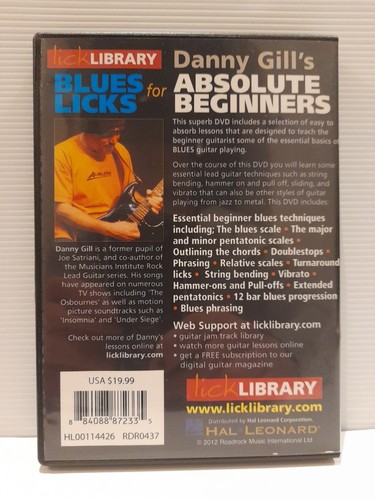 lick LIBRARY
BLUES
LICKS for
Danny Gill's
ABSOLUTE
BEGINNERS
This superb DVD includes a selection of easy to
absorb lessons that are designed to teach the
beginner guitarist some of the essential basics of
BLUES guitar playing.
Over the course of this DVD you will learn some
essential lead guitar techniques such as string
bending, hammer on and pull off, sliding, and
vibrato that can also be other styles of guitar
playing from jazz to metal. This DVD includes:
Essential beginner blues techniques
including; The blues scale • The major
and minor pentatonic scales •
Outlining the chords • Doublestops •
Phrasing • Relative scales • Turnaround
licks • String bending • Vibrato •
Hammer-ons and Pull-offs • Extended
pentatonics • 12 bar blues progression
• Blues phrasing
Danny Gill is a former pupil of
Joe Satriani, and co-author of
the Musicians Institute Rock
Lead Guitar series. His songs
have appeared on numerous
TV shows including 'The
Osbournes' as well as motion
picture soundtracks such as
'Insomnia' and 'Under Siege'.
Check out more of Danny's
lessons online at
licklibrary.com
Web Support at licklibrary.com
• guitar jam track library
• watch more guitar lessons online
• get a FREE subscription to our
digital guitar magazine
USA $19.99
8 84088 87233 5
HL00114426 RDR0437
lick LIBRARY
www.licklibrary.com
Distributed by Hal Leonard Corporation.
HAL•LEONARD
© 2012 Roadrock Music International Ltd